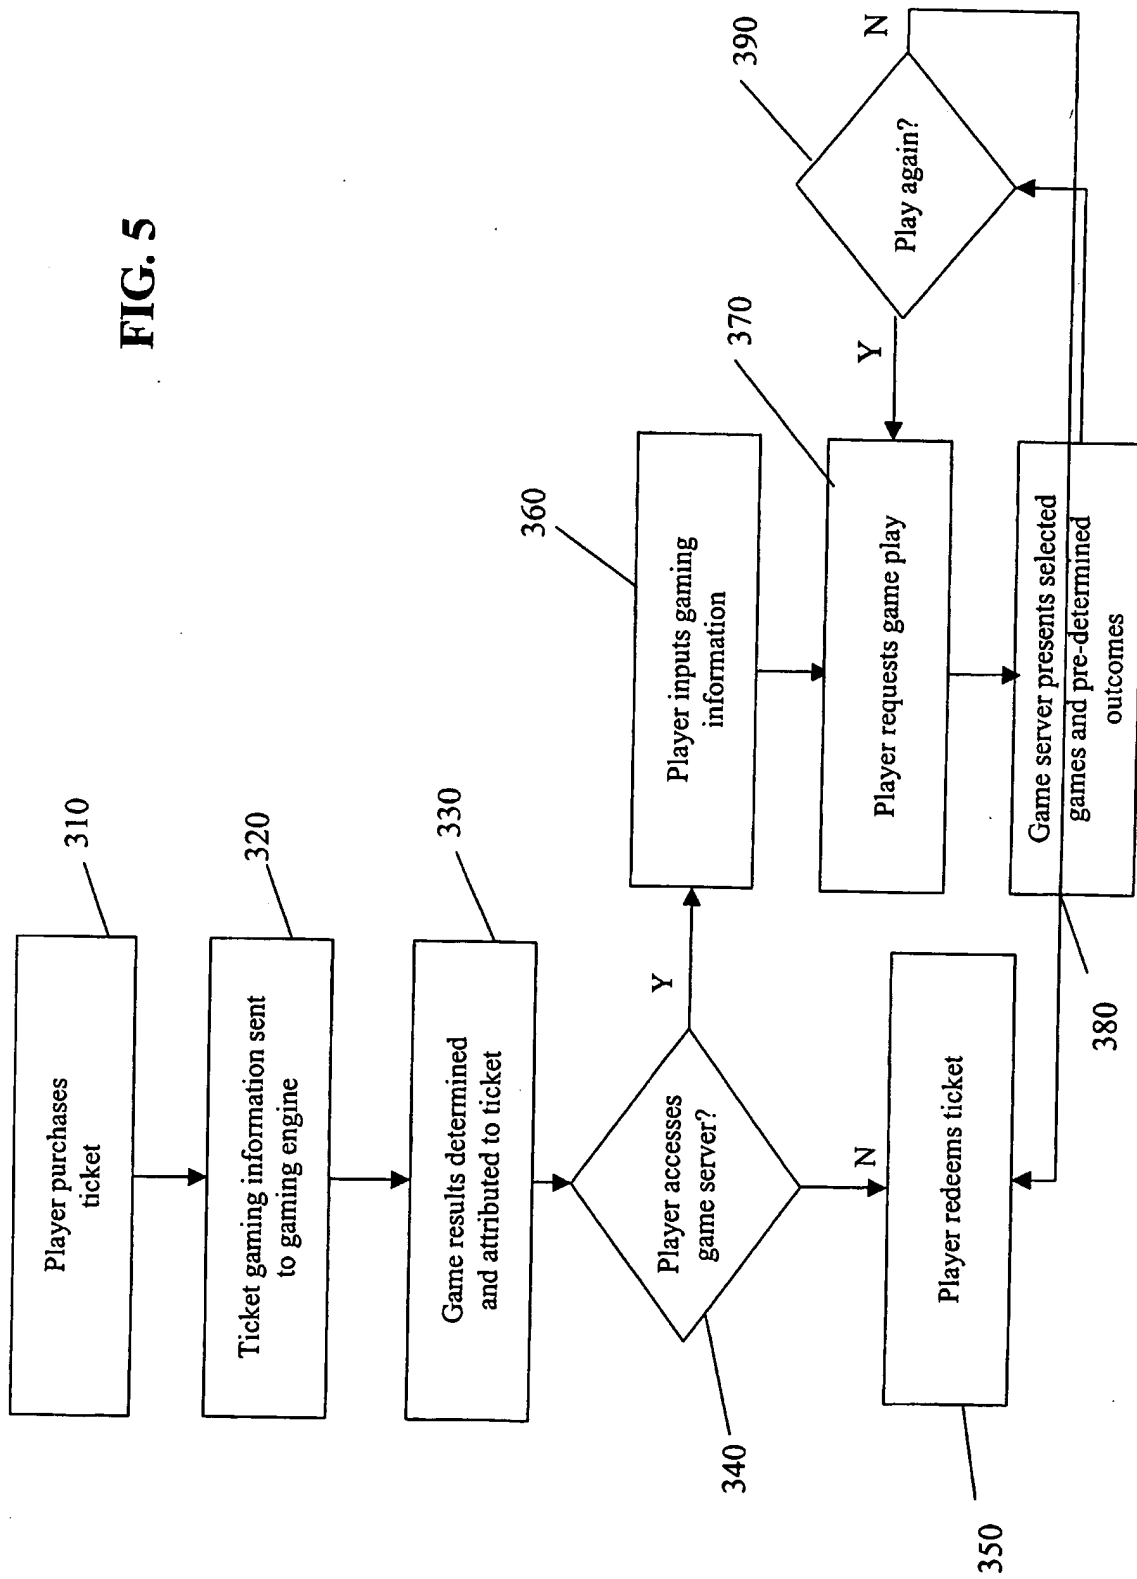 FIG. 5
310
Player purchases
ticket
320
Ticket gaming information sent
to gaming engine
330
Game results determined
and attributed to ticket
340
Player accesses
game server?
Y
N
350
Player redeems ticket
360
Player inputs gaming
information
370
Player requests game play
380
Game server presents selected
games and pre-determined
outcomes
390
Play again?
Y
N